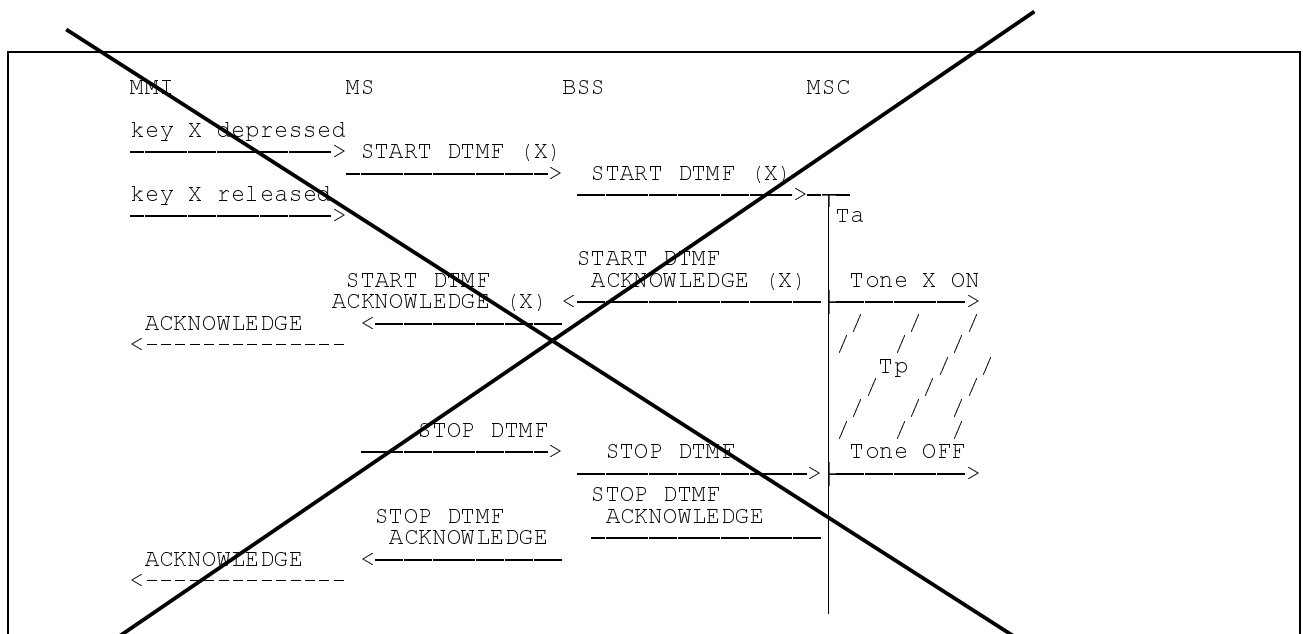 MMI MS BSS MSC
key X depressed
START DTMF (X)
START DTMF (X)
key X released
Ta
START DTMF
START DTMF ACKNOWLEDGE (X) Tone X ON
ACKNOWLEDGE (X)
ACKNOWLEDGE
Tp
STOP DTMF
STOP DTMF Tone OFF
STOP DTMF
STOP DTMF ACKNOWLEDGE
ACKNOWLEDGE
ACKNOWLEDGE